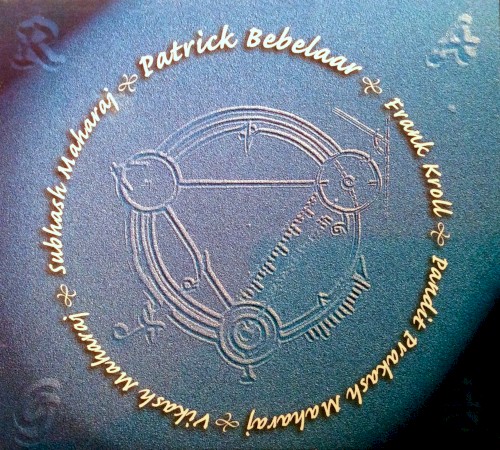 Patrick Bebelaar
Frank Kroll
Pandit Prakash Maharaj
Vikash Maharaj
Subhash Maharaj